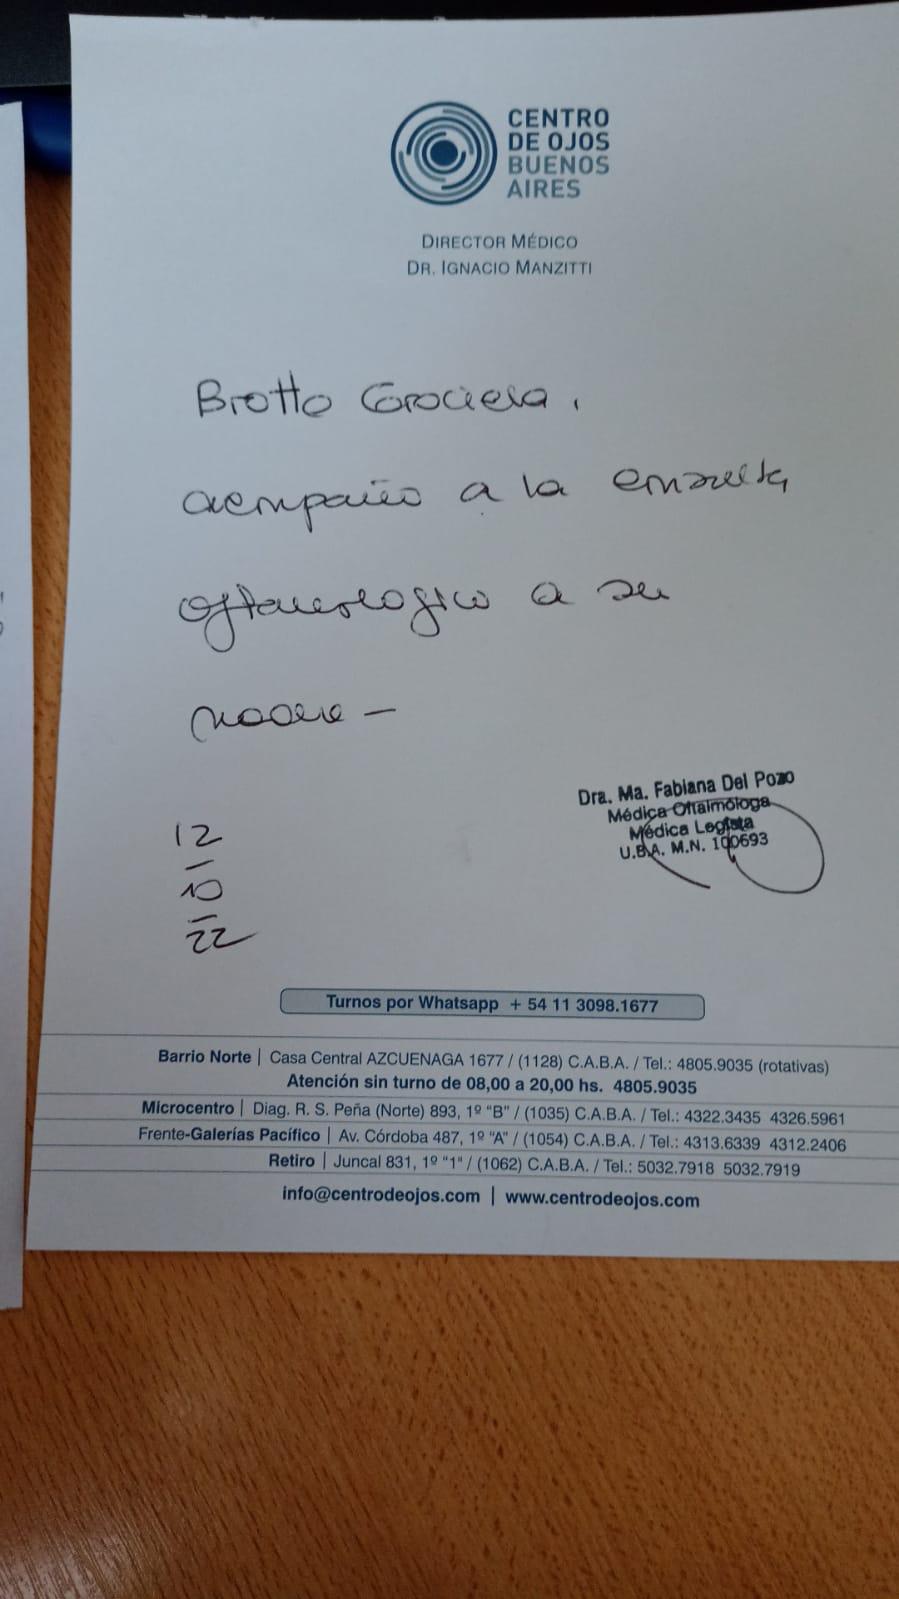 CENTRO
DE OJOS
BUENOS
AIRES
DIRECTOR MÉDICO
DR. IGNACIO MANZITTI
Brotto Graciela.
acompaño a la consulta
oftalmologico a su
madre -
12
10
22
Dra. Ma. Fabiana Del Pozo
Médica Oftalmóloga
Médica Legista
U.B.A. M.N. 100693
Turnos por Whatsapp + 54 11 3098.1677
Barrio Norte | Casa Central AZCUENAGA 1677 / (1128) C.A.B.A. / Tel.: 4805.9035 (rotativas)
Atención sin turno de 08,00 a 20,00 hs. 4805.9035
Microcentro | Diag. R. S. Peña (Norte) 893, 1º "B" / (1035) C.A.B.A. / Tel.: 4322.3435 4326.5961
Frente-Galerías Pacífico | Av. Córdoba 487, 1º "A" / (1054) C.A.B.A. / Tel.: 4313.6339 4312.2406
Retiro | Juncal 831, 1º "1" / (1062) C.A.B.A. / Tel.: 5032.7918 5032.7919
info@centrodeojos.com | www.centrodeojos.com